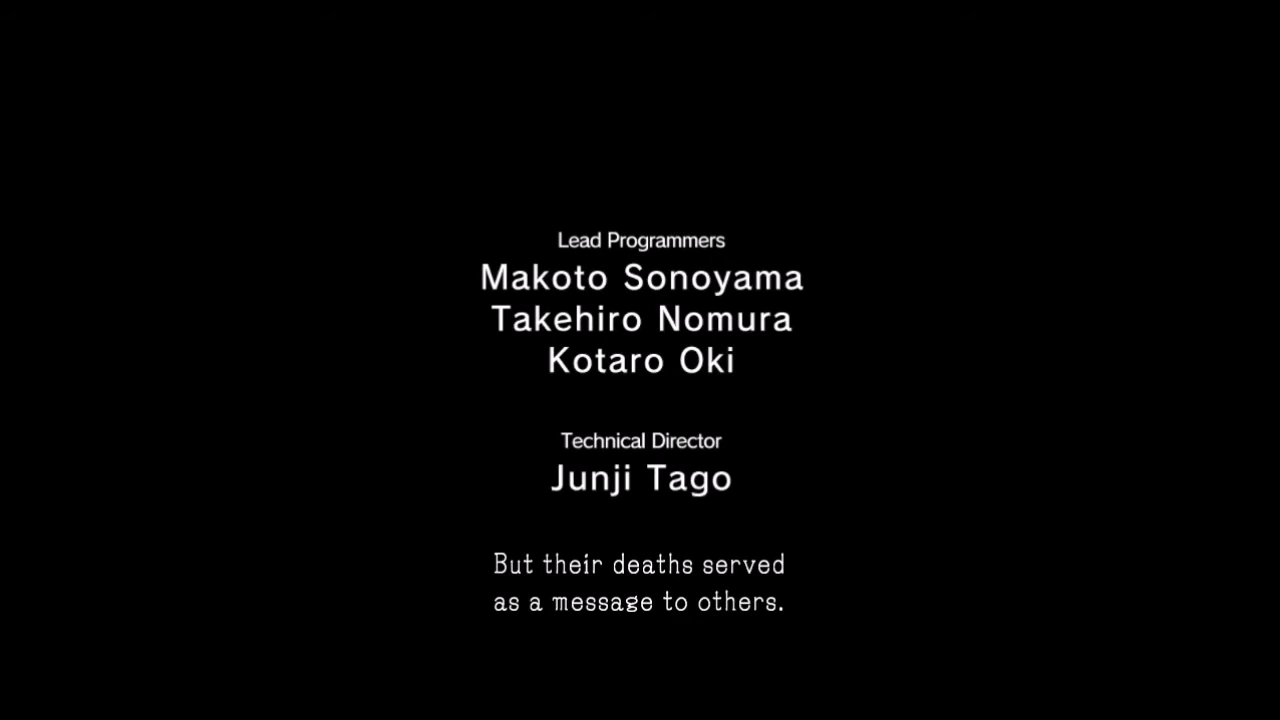 Lead Programmers
Makoto Sonoyama
Takehiro Nomura
Kotaro Oki
Technical Director
Junji Tago
But their deaths served
as a message to others.